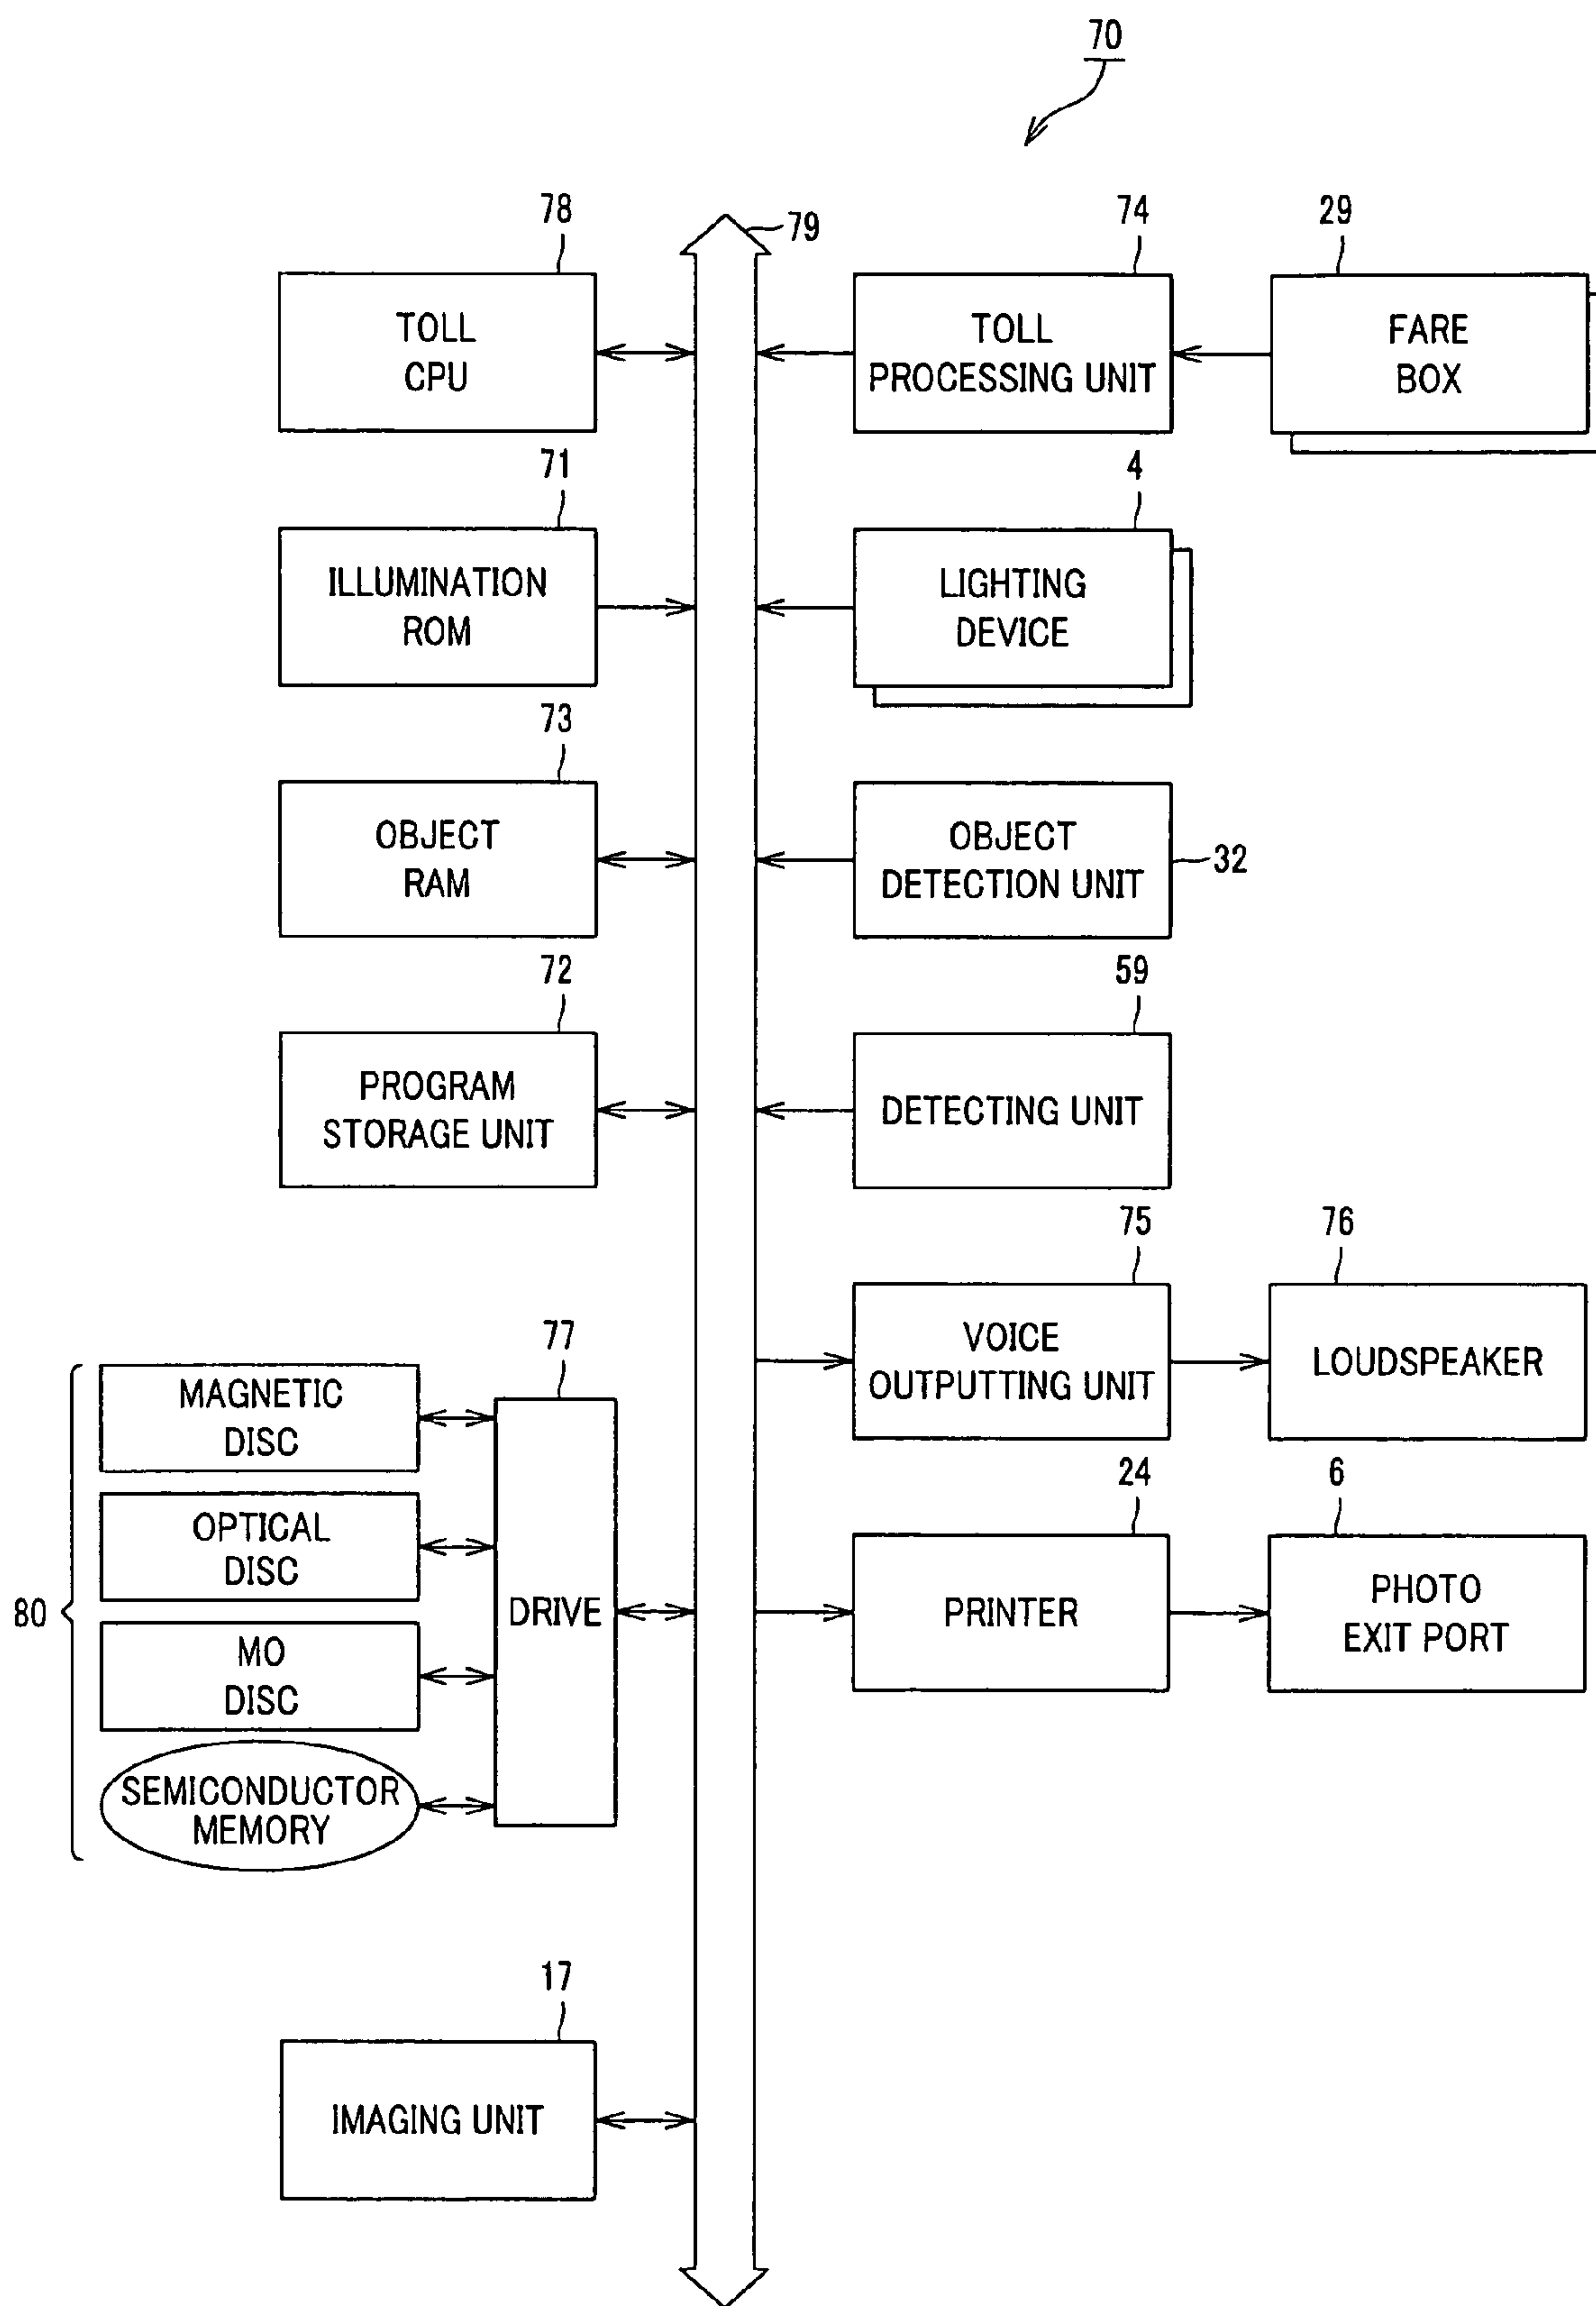 70
78
79
74
29
TOLL
CPU
TOLL
PROCESSING UNIT
FARE
BOX
71
4
ILLUMINATION
ROM
LIGHTING
DEVICE
73
OBJECT
RAM
OBJECT
DETECTION UNIT
32
72
59
PROGRAM
STORAGE UNIT
DETECTING UNIT
75
76
VOICE
OUTPUTTING UNIT
LOUDSPEAKER
77
MAGNETIC
DISC
OPTICAL
DISC
80
MO
DISC
SEMICONDUCTOR
MEMORY
DRIVE
24
6
PRINTER
PHOTO
EXIT PORT
17
IMAGING UNIT